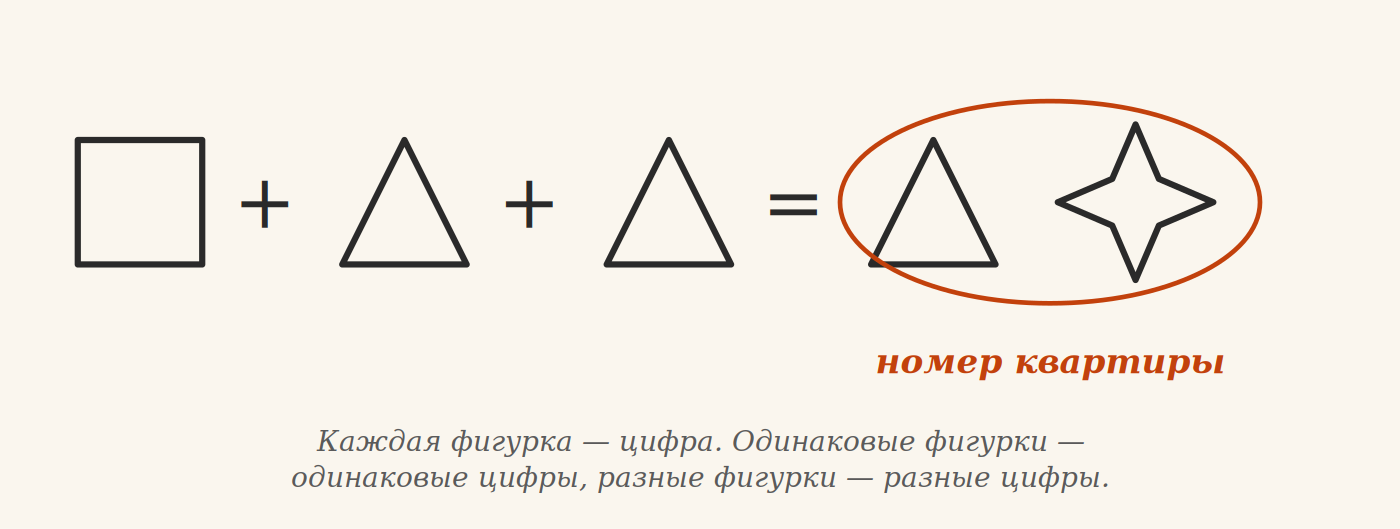 + + =
номер квартиры
Каждая фигурка — цифра. Одинаковые фигурки —
одинаковые цифры, разные фигурки — разные цифры.